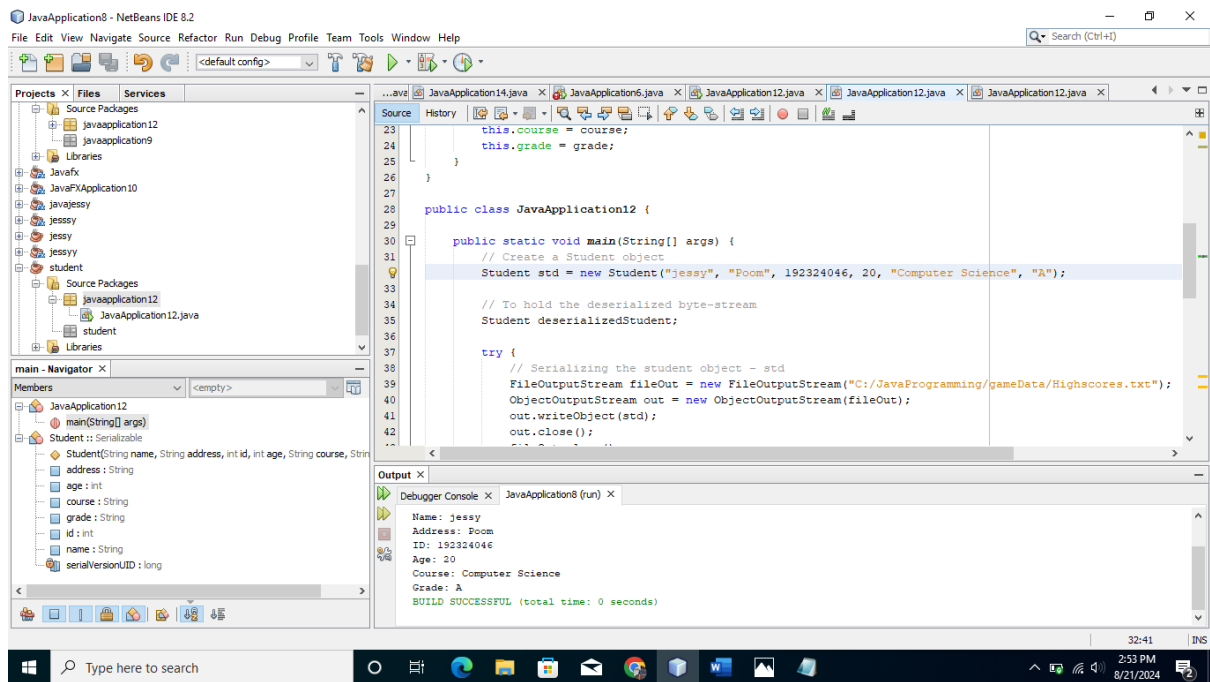 JavaApplication8 - NetBeans IDE 8.2
File Edit View Navigate Source Refactor Run Debug Profile Team Tools Window Help
Search (Ctrl+I)
<default config>
Projects Files Services
Source Packages
javaapplication12
javaapplication9
Libraries
Javafx
JavaFXApplication10
javajessy
jesssy
jessy
jessyy
student
Source Packages
javaapplication12
JavaApplication12.java
student
Libraries
main - Navigator
Members <empty>
JavaApplication12
main(String[] args)
Student :: Serializable
Student(String name, String address, int id, int age, String course, Strin
address : String
age : int
course : String
grade : String
id : int
name : String
serialVersionUID : long
...ava JavaApplication14.java JavaApplication6.java JavaApplication12.java JavaApplication12.java JavaApplication12.java
Source History
23 this.course = course;
24 this.grade = grade;
25 }
26 }
27
28 public class JavaApplication12 {
29
30 public static void main(String[] args) {
31 // Create a Student object
Student std = new Student("jessy", "Poom", 192324046, 20, "Computer Science", "A");
33
34 // To hold the deserialized byte-stream
35 Student deserializedStudent;
36
37 try {
38 // Serializing the student object - std
39 FileOutputStream fileOut = new FileOutputStream("C:/JavaProgramming/gameData/Highscores.txt");
40 ObjectOutputStream out = new ObjectOutputStream(fileOut);
41 out.writeObject(std);
42 out.close();
Output
Debugger Console JavaApplication8 (run)
Name: jessy
Address: Poom
ID: 192324046
Age: 20
Course: Computer Science
Grade: A
BUILD SUCCESSFUL (total time: 0 seconds)
32:41 INS
Type here to search
2:53 PM
8/21/2024
2